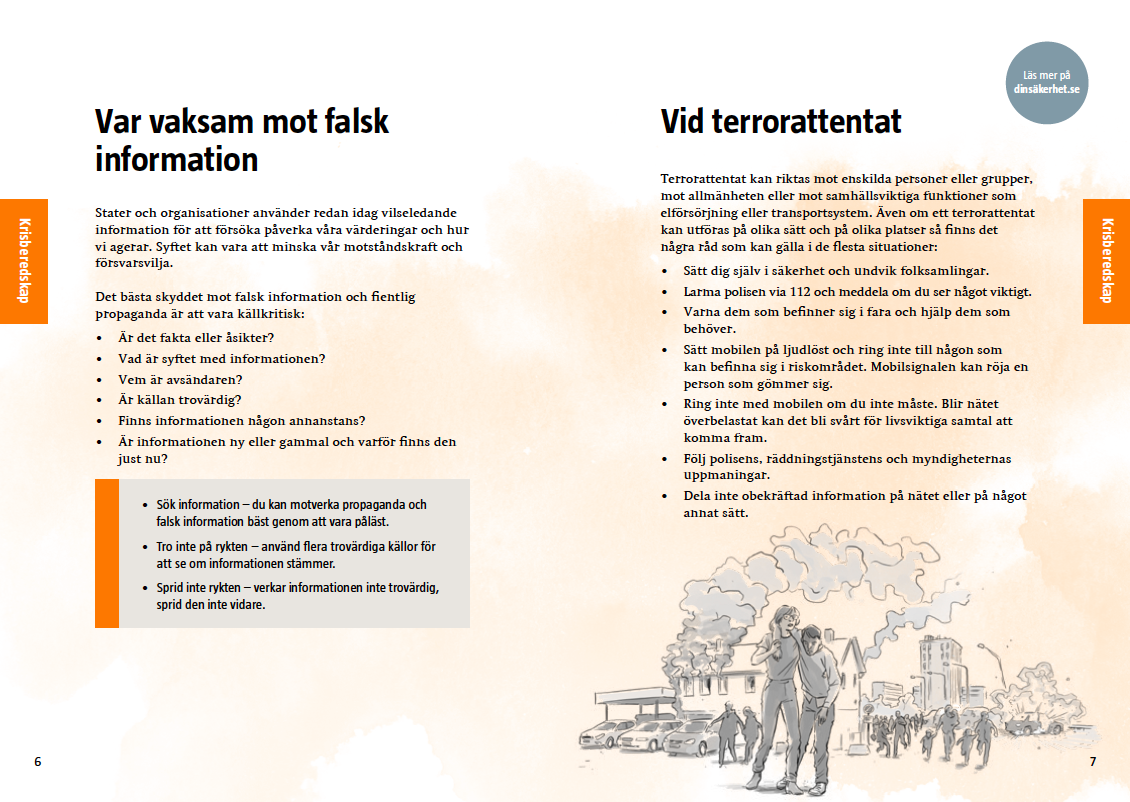 Var vaksam mot falsk
information
Krisberedskap
Stater och organisationer använder redan idag vilseledande
information för att försöka påverka våra värderingar och hur
vi agerar. Syftet kan vara att minska vår motståndskraft och
försvarsvilja.
Det bästa skyddet mot falsk information och fientlig
propaganda är att vara källkritisk:
• Är det fakta eller åsikter?
• Vad är syftet med informationen?
• Vem är avsändaren?
• Är källan trovärdig?
• Finns informationen någon annanstans?
• Är informationen ny eller gammal och varför finns den
just nu?
• Sök information – du kan motverka propaganda och
falsk information bäst genom att vara påläst.
• Tro inte på rykten – använd flera trovärdiga källor för
att se om informationen stämmer.
• Sprid inte rykten – verkar informationen inte trovärdig,
sprid den inte vidare.
6
Läs mer på
dinsäkerhet.se
Vid terrorattentat
Terrorattentat kan riktas mot enskilda personer eller grupper,
mot allmänheten eller mot samhällsviktiga funktioner som
elförsörjning eller transportsystem. Även om ett terrorattentat
kan utföras på olika sätt och på olika platser så finns det
några råd som kan gälla i de flesta situationer:
• Sätt dig själv i säkerhet och undvik folksamlingar.
• Larma polisen via 112 och meddela om du ser något viktigt.
• Varna dem som befinner sig i fara och hjälp dem som
behöver.
• Sätt mobilen på ljudlöst och ring inte till någon som
kan befinna sig i riskområdet. Mobilsignalen kan röja en
person som gömmer sig.
• Ring inte med mobilen om du inte måste. Blir nätet
överbelastat kan det bli svårt för livsviktiga samtal att
komma fram.
• Följ polisens, räddningstjänstens och myndigheternas
uppmaningar.
• Dela inte obekräftad information på nätet eller på något
annat sätt.
Krisberedskap
7